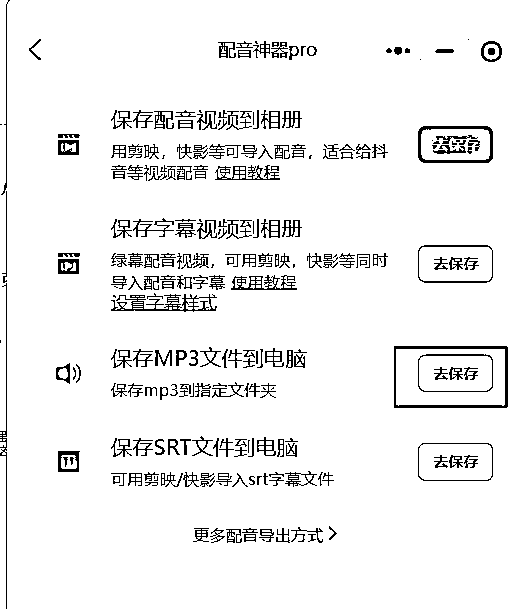 配音神器pro
保存配音视频到相册
用剪映，快影等可导入配音，适合给抖
音等视频配音 使用教程
去保存
保存字幕视频到相册
绿幕配音视频，可用剪映，快影等同时
导入配音和字幕 使用教程
设置字幕样式
去保存
保存MP3文件到电脑
保存mp3到指定文件夹
去保存
保存SRT文件到电脑
可用剪映/快影导入srt字幕文件
去保存
更多配音导出方式